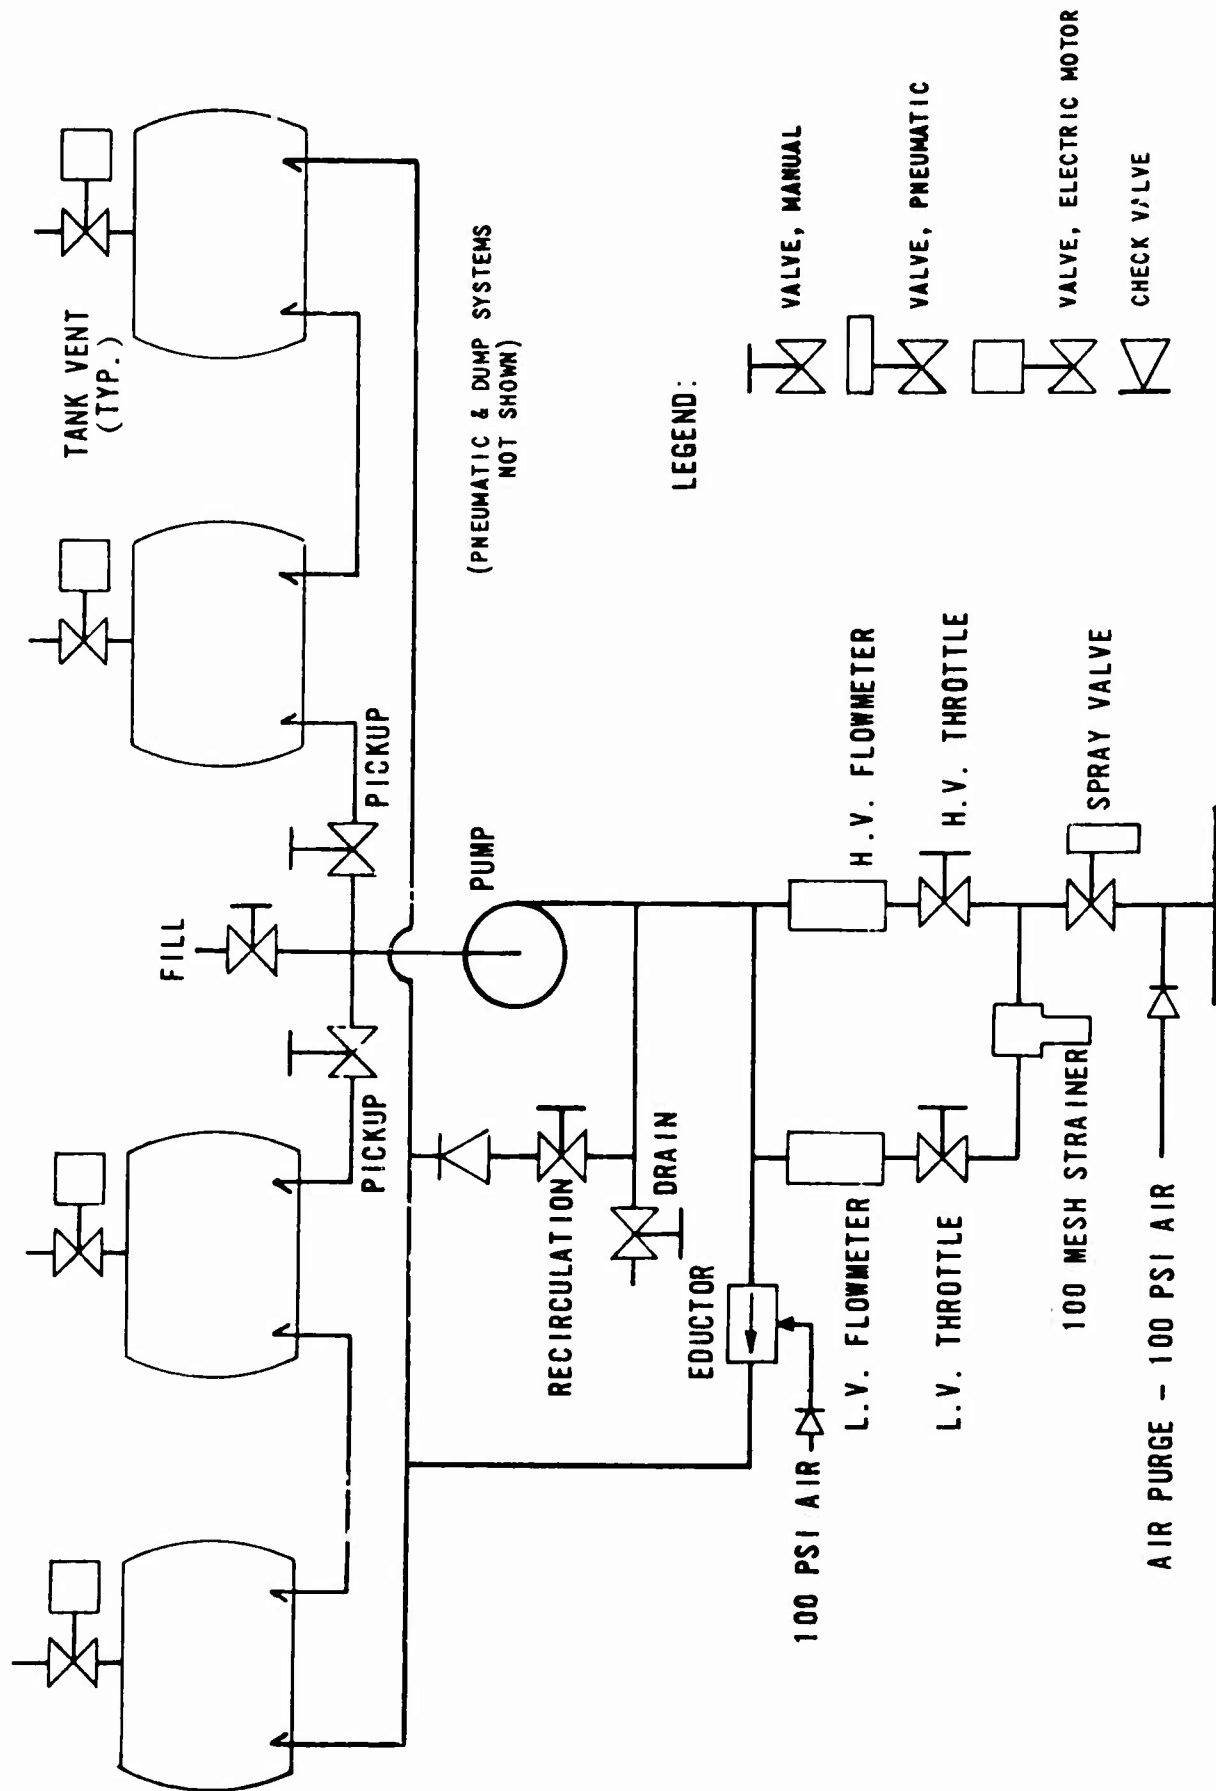 TANK VENT
(TYP.)
FILL
PICKUP
PICKUP
PUMP
(PNEUMATIC & DUMP SYSTEMS
NOT SHOWN)
RECIRCULATION
DRAIN
EDUCTOR
100 PSI AIR
L.V. FLOWMETER
H.V. FLOWMETER
L.V. THROTTLE
H.V. THROTTLE
100 MESH STRAINER
SPRAY VALVE
AIR PURGE - 100 PSI AIR
LEGEND:
VALVE, MANUAL
VALVE, PNEUMATIC
VALVE, ELECTRIC MOTOR
CHECK VALVE